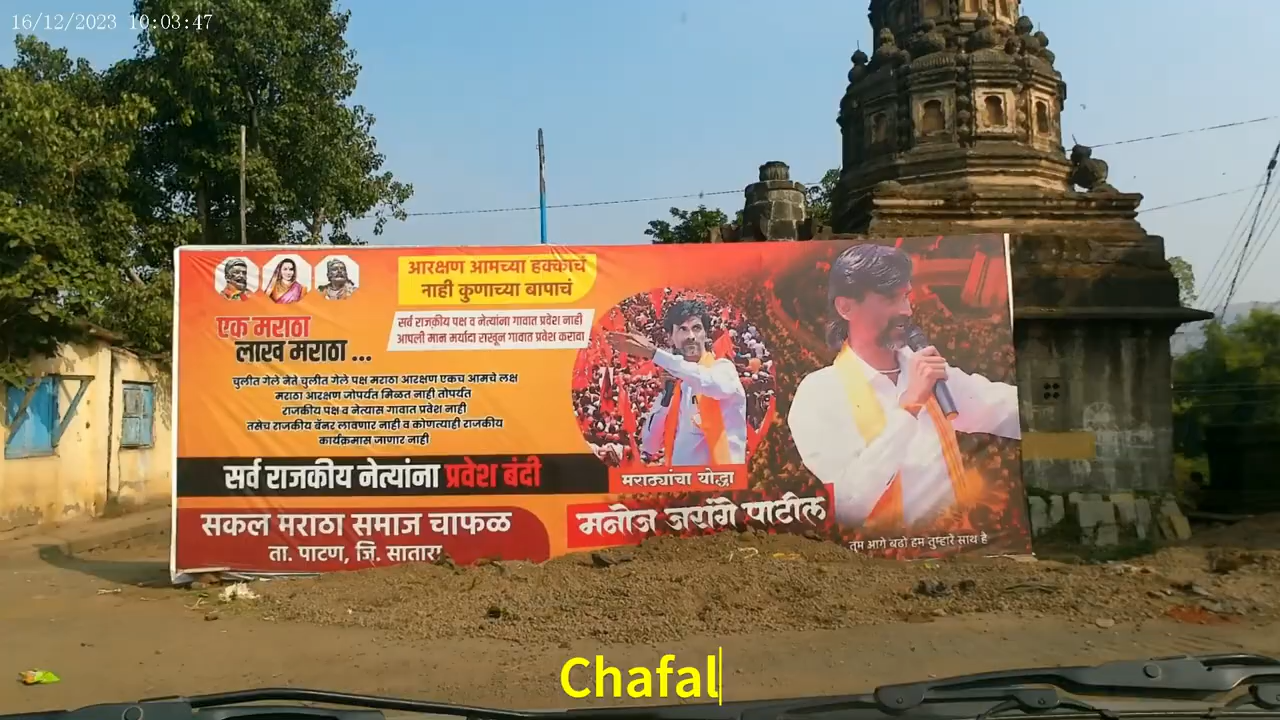 16/12/2023 10:03:47
आरक्षण आमच्या हक्काचं
नाही कुणाच्या बापाचं
सर्व राजकीय पक्ष व नेत्यांना गावात प्रवेश नाही
आपली मान मर्यादा राखून गावात प्रवेश करावा
एक मराठा
लाख मराठा ...
चुलीत गेले नेते चुलीत गेले पक्ष मराठा आरक्षण एकच आमचे लक्ष
मराठा आरक्षण जोपर्यंत मिळत नाही तोपर्यंत
राजकीय पक्ष व नेत्यास गावात प्रवेश नाही
तसेच राजकीय बॅनर लावणार नाही व कोणत्याही राजकीय
कार्यक्रमास जाणार नाही
सर्व राजकीय नेत्यांना प्रवेश बंदी
सकल मराठा समाज चाफळ
ता. पाटण, जि. सातारा
मराठ्यांचा योद्धा
मनोज जरांगे पाटील
तुम आगे बढो हम तुम्हारे साथ है
Chafal